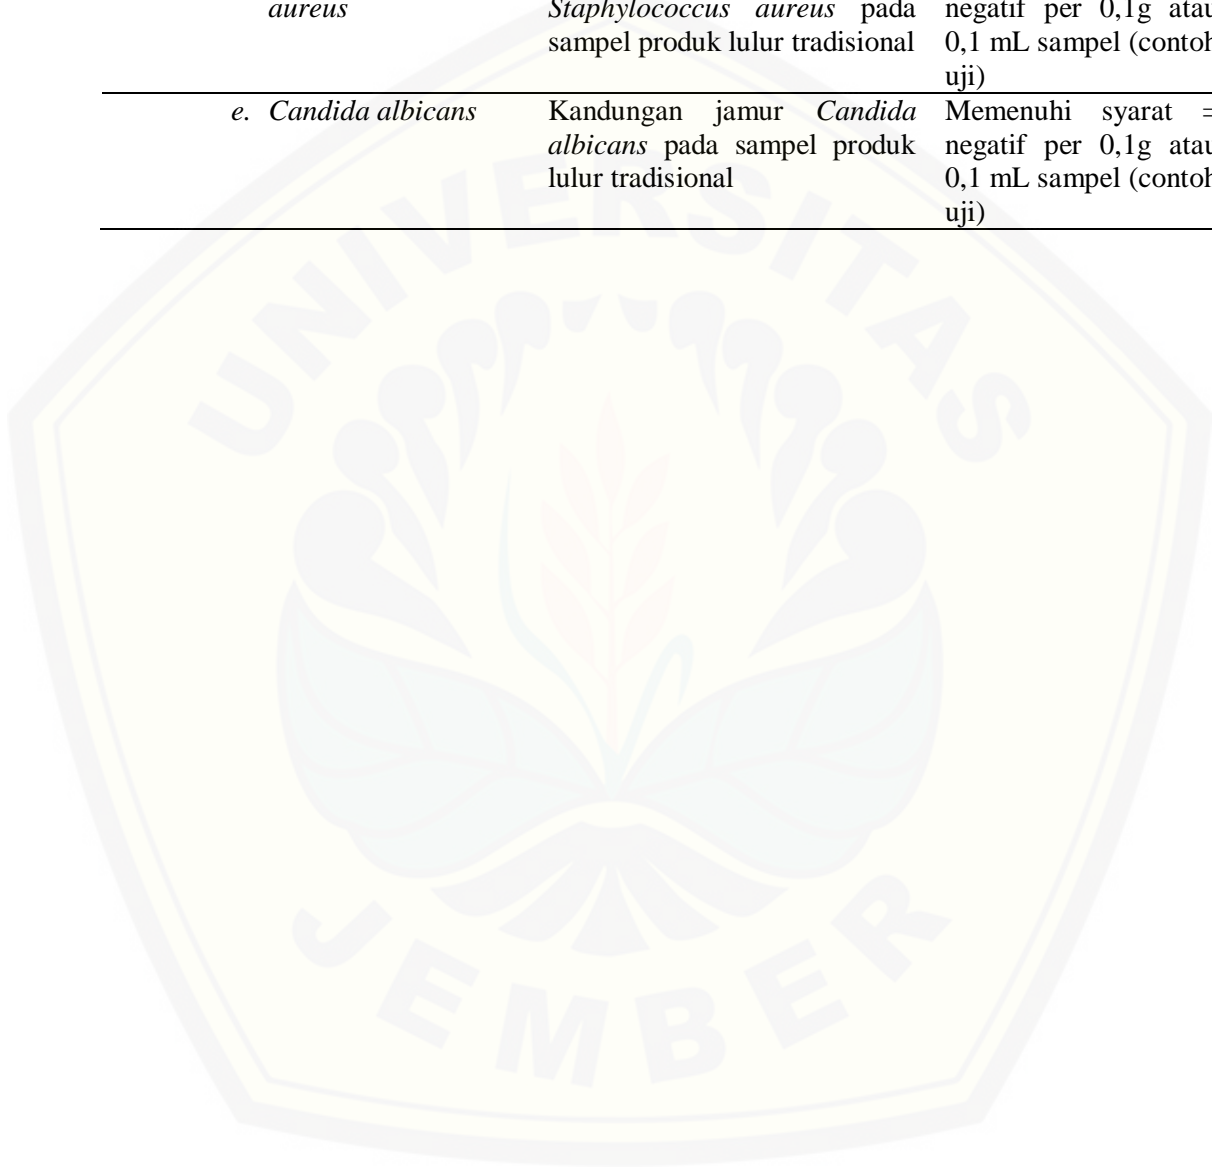 aureus Staphylococcus aureus pada negatif per 0,1g atau
sampel produk lulur tradisional 0,1 mL sampel (contoh
uji)
e. Candida albicans Kandungan jamur Candida Memenuhi syarat =
albicans pada sampel produk negatif per 0,1g atau
lulur tradisional 0,1 mL sampel (contoh
uji)
UNIVERSITAS
JEMBER